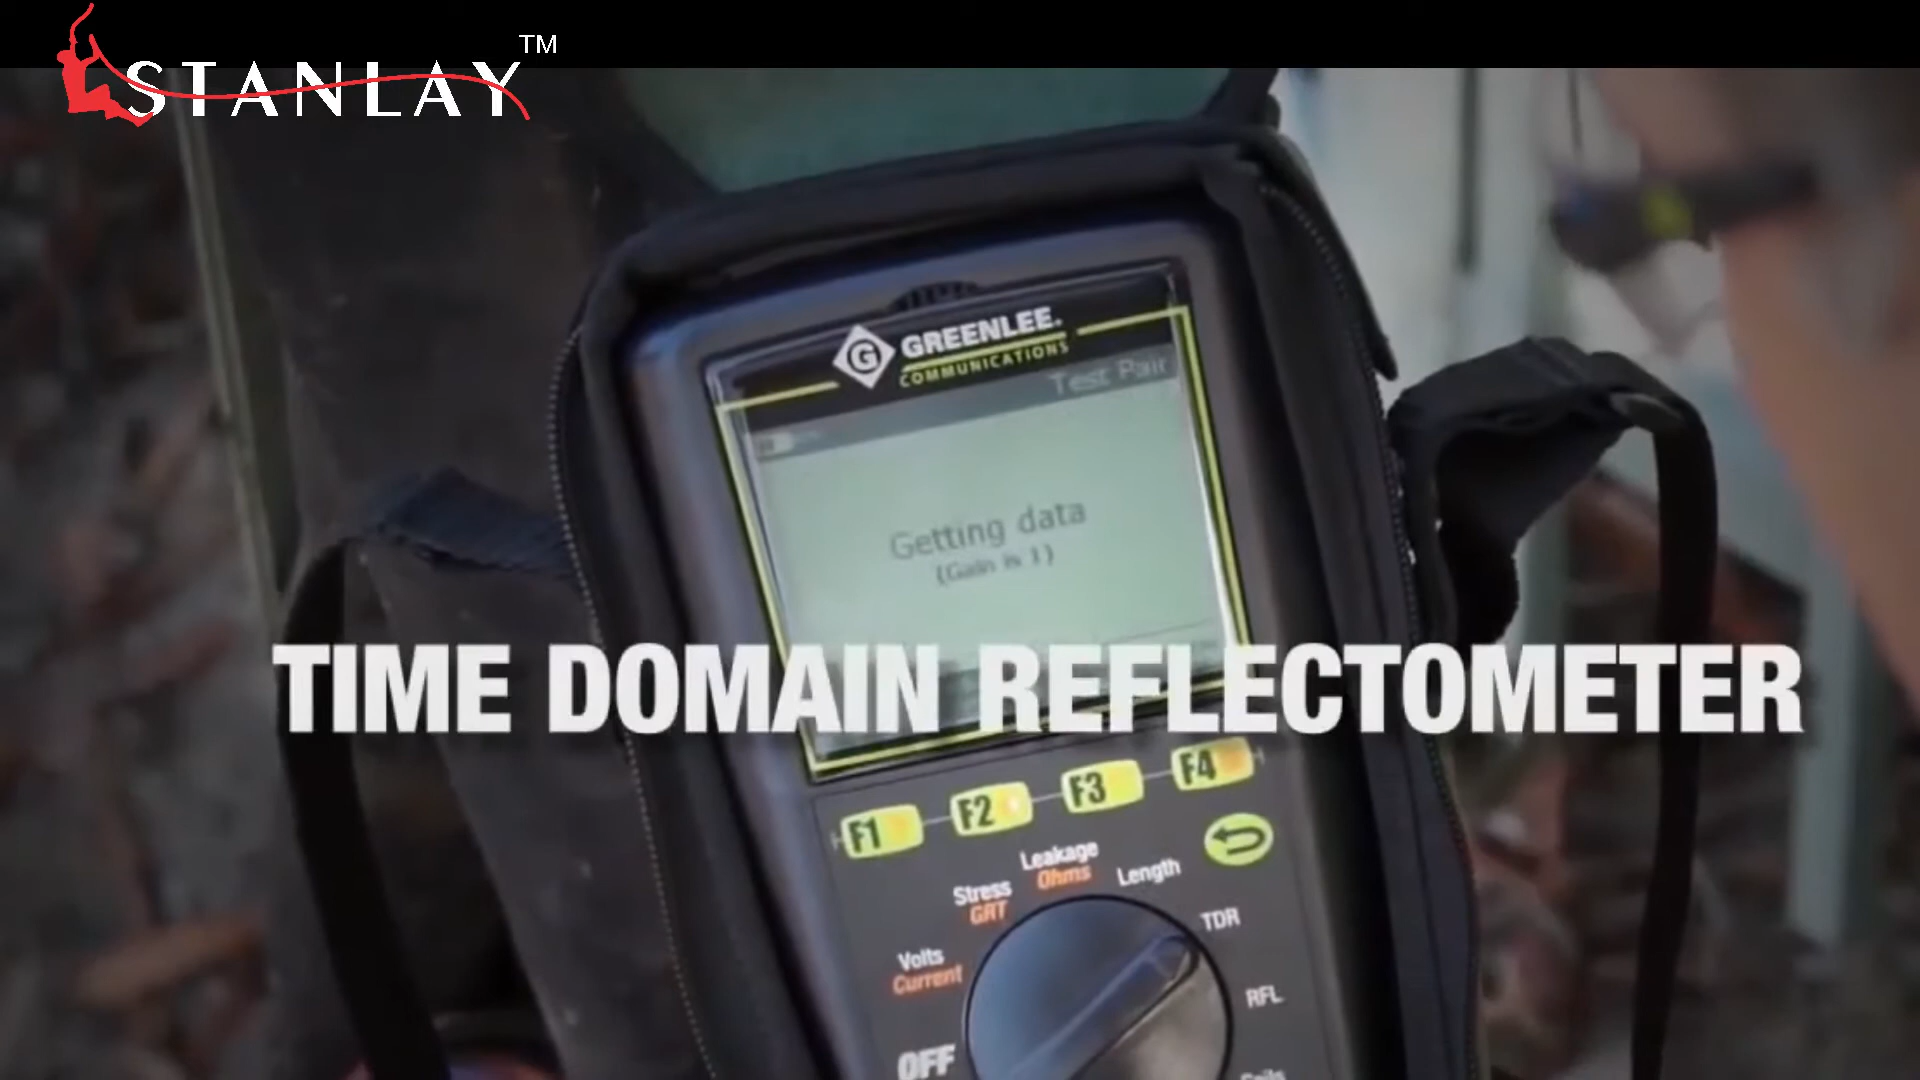 STANLAY TM
G GREENLEE.
COMMUNICATIONS
Test Pair
Getting data
(Gain is 1)
TIME DOMAIN REFLECTOMETER
F1 F2 F3 F4
Leakage
Ohms
Length
Stress
GRT
TDR
Volts
Current
RFL
OFF